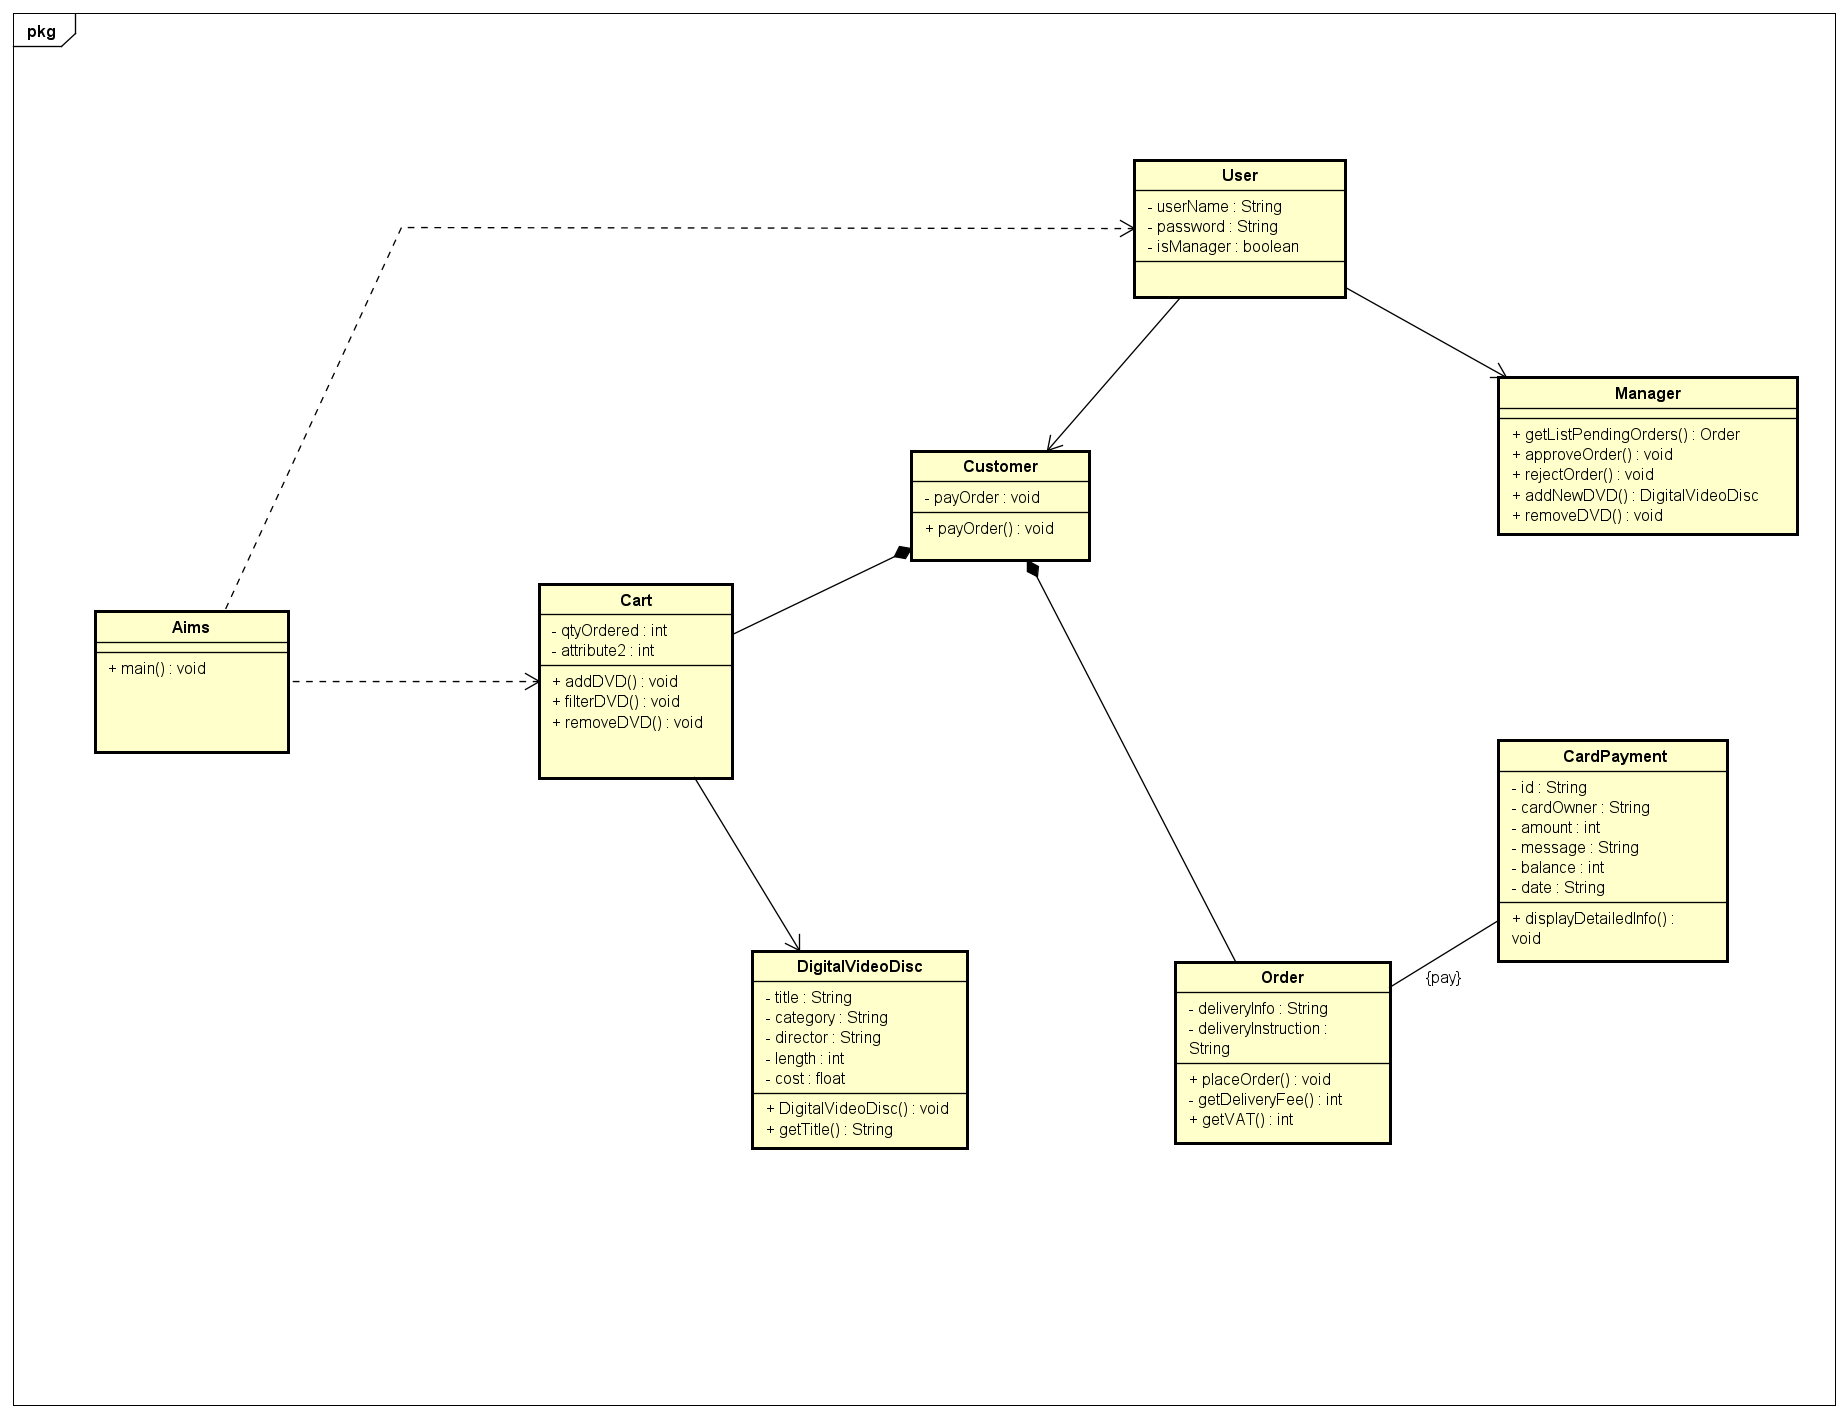 pkg
User
- userName : String
- password : String
- isManager : boolean
Manager
+ getListPendingOrders() : Order
+ approveOrder() : void
+ rejectOrder() : void
+ addNewDVD() : DigitalVideoDisc
+ removeDVD() : void
Customer
- payOrder : void
+ payOrder() : void
Cart
- qtyOrdered : int
- attribute2 : int
+ addDVD() : void
+ filterDVD() : void
+ removeDVD() : void
Aims
+ main() : void
CardPayment
- id : String
- cardOwner : String
- amount : int
- message : String
- balance : int
- date : String
+ displayDetailedInfo() :
void
{pay}
DigitalVideoDisc
- title : String
- category : String
- director : String
- length : int
- cost : float
+ DigitalVideoDisc() : void
+ getTitle() : String
Order
- deliveryInfo : String
- deliveryInstruction :
String
+ placeOrder() : void
- getDeliveryFee() : int
+ getVAT() : int